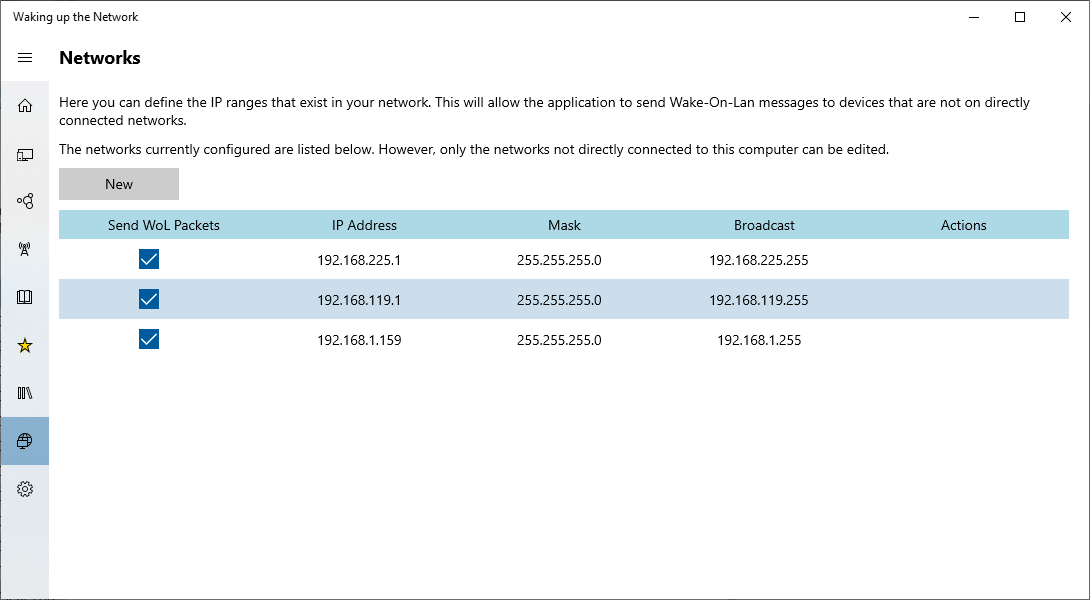 Waking up the Network
Networks
Here you can define the IP ranges that exist in your network. This will allow the application to send Wake-On-Lan messages to devices that are not on directly
connected networks.
The networks currently configured are listed below. However, only the networks not directly connected to this computer can be edited.
New
Send WoL Packets IP Address Mask Broadcast Actions
192.168.225.1 255.255.255.0 192.168.225.255
192.168.119.1 255.255.255.0 192.168.119.255
192.168.1.159 255.255.255.0 192.168.1.255